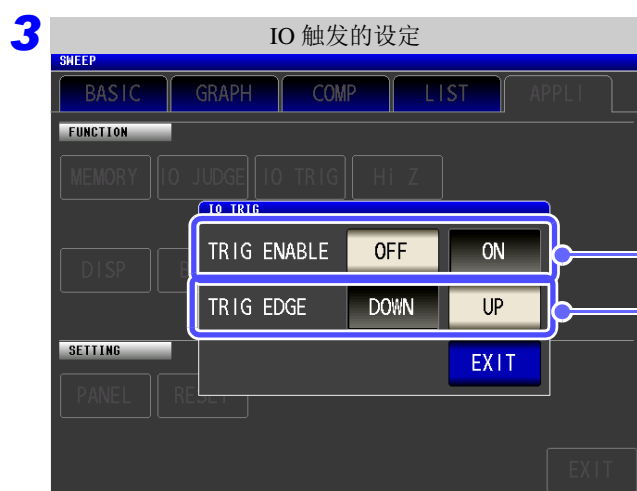 3
IO 触发的设定
SWEEP
BASIC GRAPH COMP LIST APPLI
FUNCTION
MEMORY IO JUDGE IO TRIG Hi Z
IO TRIG
TRIG ENABLE OFF ON
DISP
TRIG EDGE DOWN UP
SETTING
EXIT
PANEL RESET
EXIT